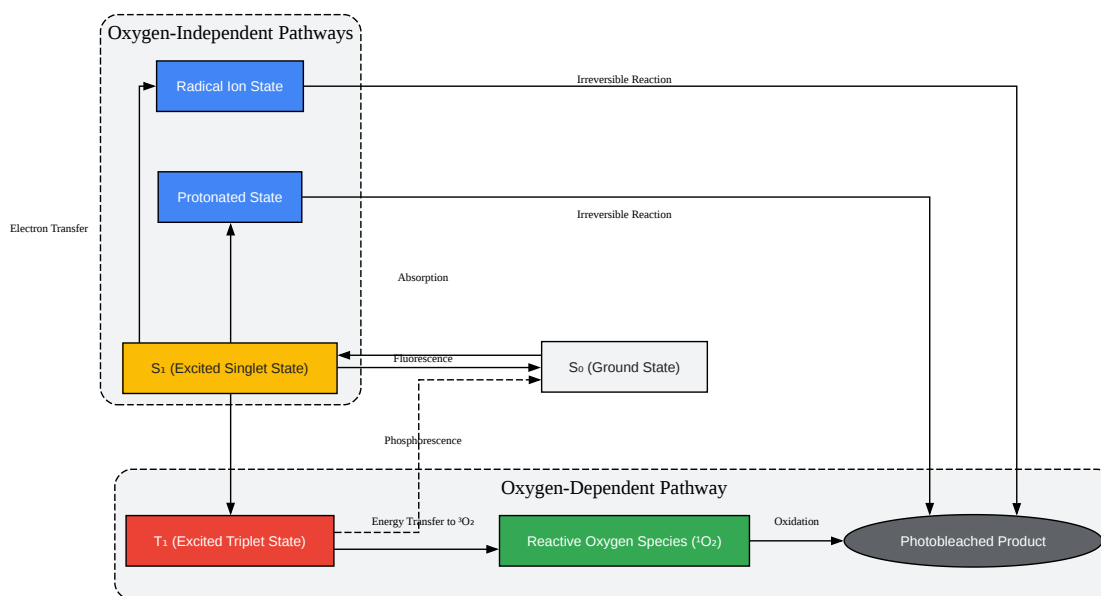 Oxygen-Independent Pathways
Radical Ion State
Irreversible Reaction
Protonated State
Irreversible Reaction
Electron Transfer
Absorption
Fluorescence
S₁ (Excited Singlet State)
S₀ (Ground State)
Phosphorescence
Oxygen-Dependent Pathway
Energy Transfer to ³O₂
Oxidation
T₁ (Excited Triplet State)
Reactive Oxygen Species (¹O₂)
Photobleached Product